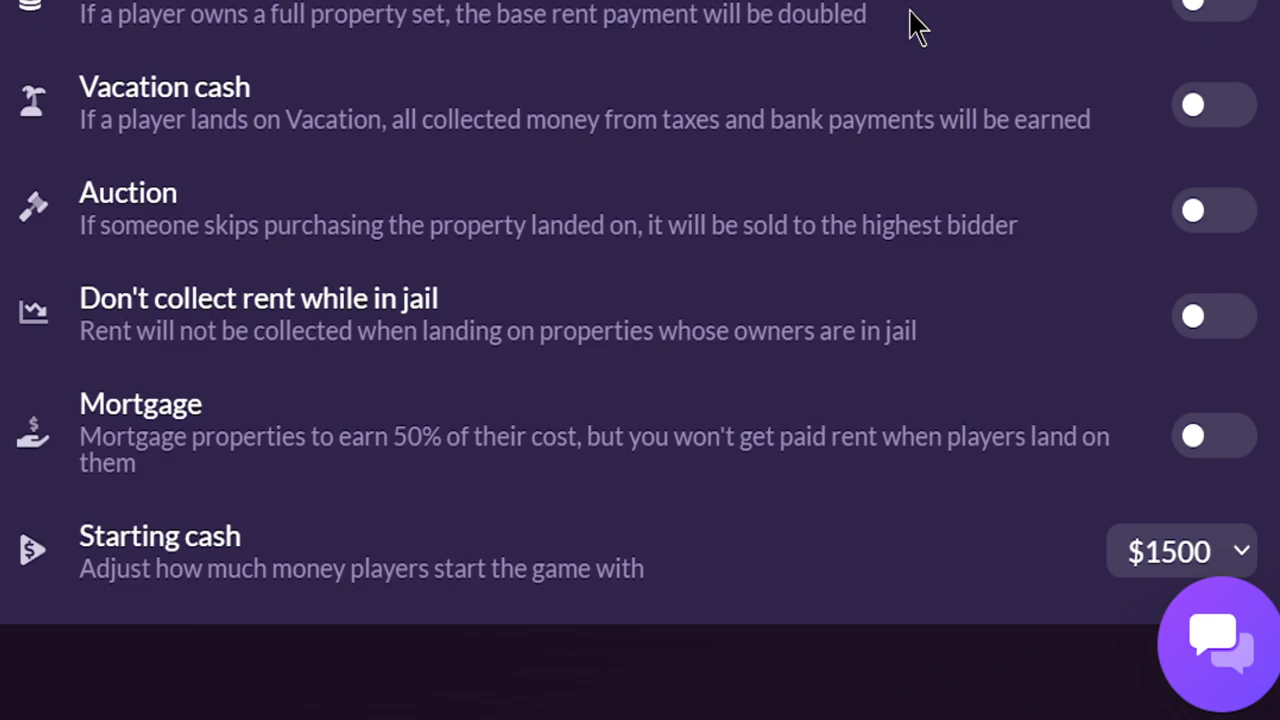 If a player owns a full property set, the base rent payment will be doubled
Vacation cash
If a player lands on Vacation, all collected money from taxes and bank payments will be earned
Auction
If someone skips purchasing the property landed on, it will be sold to the highest bidder
Don't collect rent while in jail
Rent will not be collected when landing on properties whose owners are in jail
Mortgage
Mortgage properties to earn 50% of their cost, but you won't get paid rent when players land on
them
Starting cash
Adjust how much money players start the game with
$1500